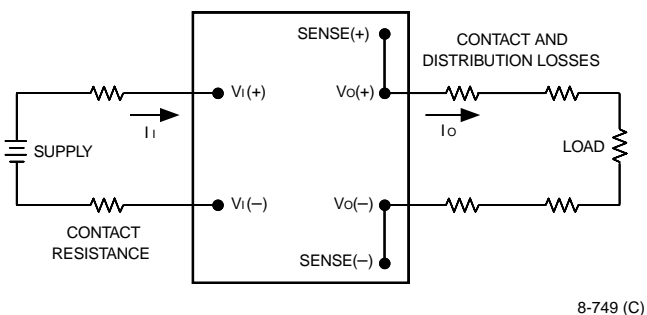 SENSE(+)
CONTACT AND
DISTRIBUTION LOSSES
VI(+)
VO(+)
II
IO
SUPPLY
LOAD
VI(–)
VO(–)
CONTACT
RESISTANCE
SENSE(–)
8-749 (C)